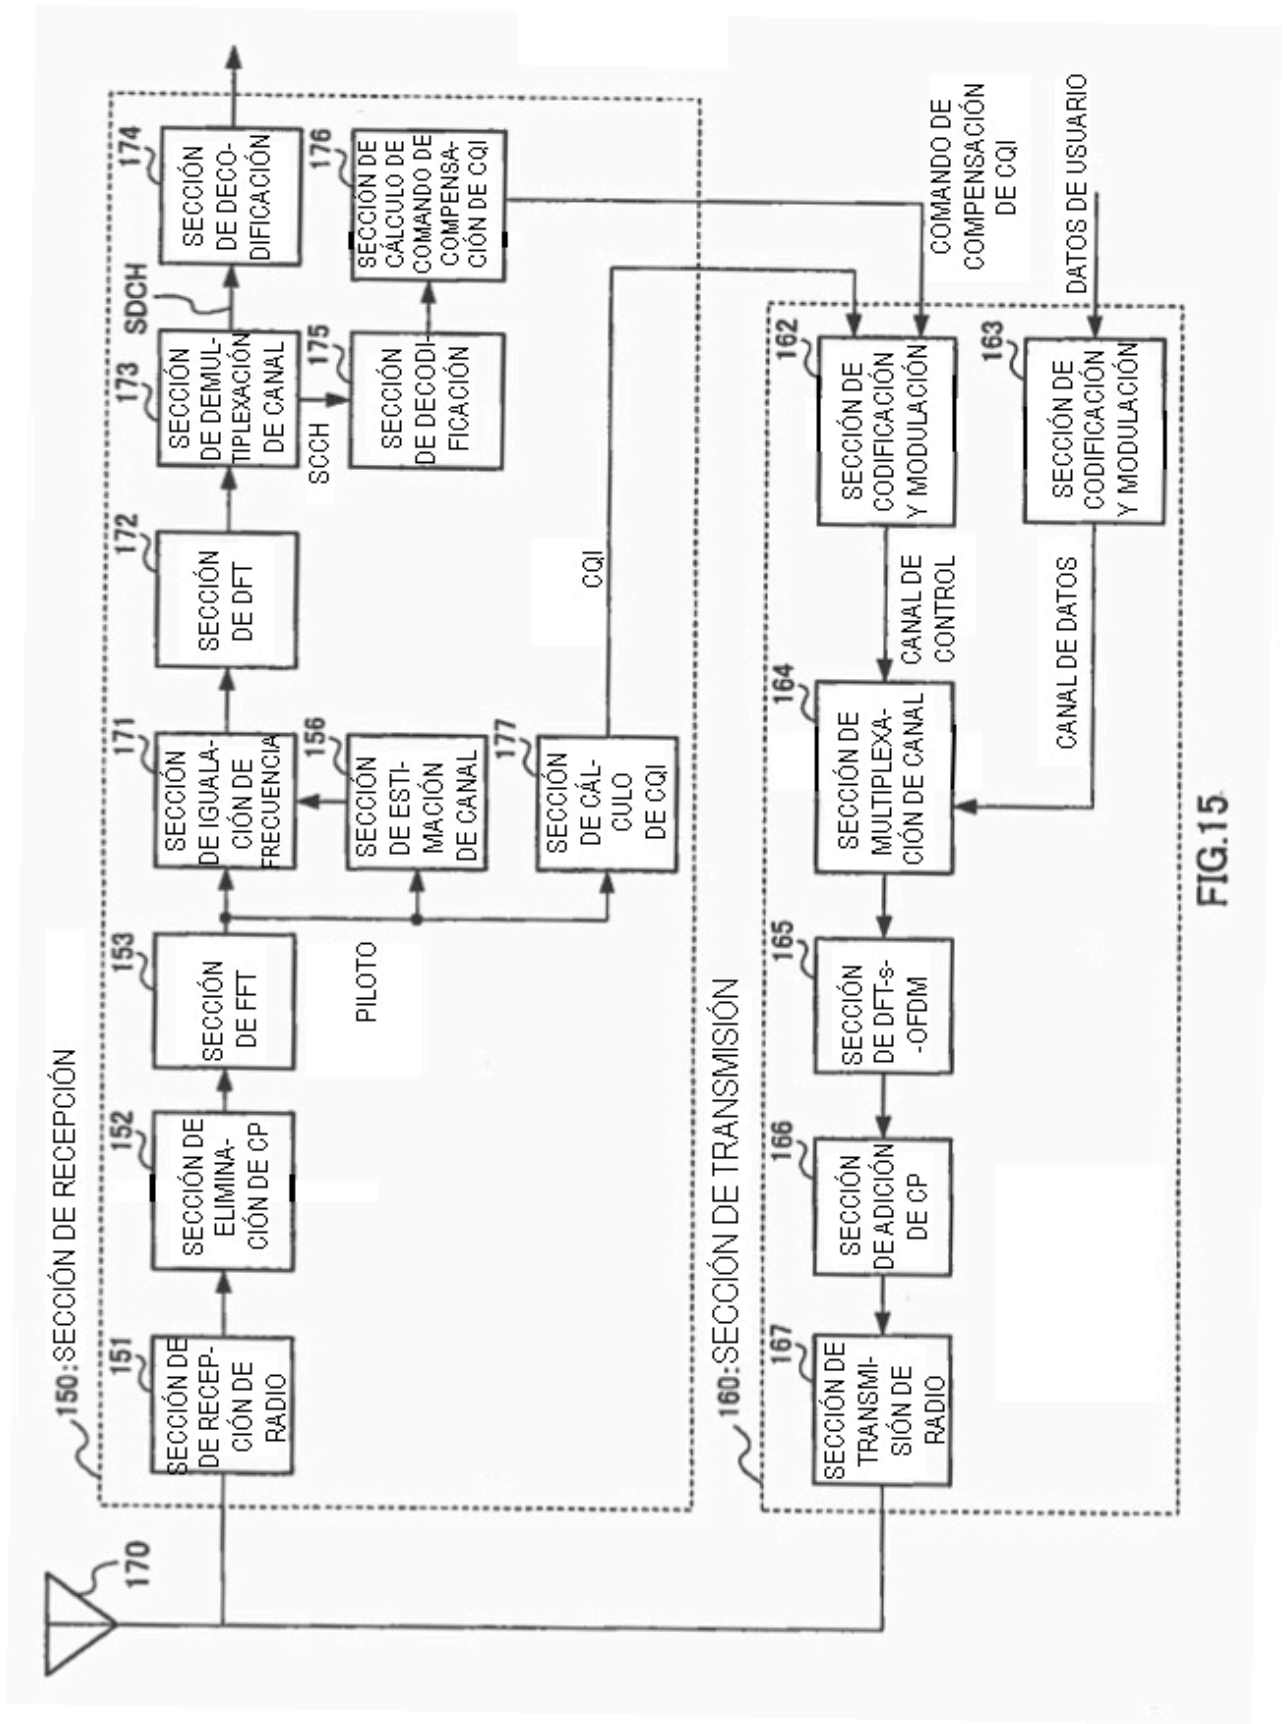 150:SECCIÓN DE RECEPCIÓN
170
151
SECCIÓN DE
DE RECEP-
CIÓN DE
RADIO
152
SECCIÓN DE
ELIMINA-
CIÓN DE CP
153
SECCIÓN
DE FFT
PILOTO
171
SECCIÓN
DE IGUALA-
CIÓN DE
FRECUENCIA
156
SECCIÓN
DE ESTI-
MACIÓN
DE CANAL
177
SECCIÓN
DE CÁL-
CULO
DE CQI
172
SECCIÓN
DE DFT
CQI
173
SECCIÓN
DE DEMUL-
TIPLEXACIÓN
DE CANAL
SDCH
SCCH
174
SECCIÓN
DE DECO-
DIFICACIÓN
175
SECCIÓN
DE DECODI-
FICACIÓN
176
SECCIÓN DE
CÁLCULO DE
COMANDO DE
COMPENSA-
CIÓN DE CQI
160:SECCIÓN DE TRANSMISIÓN
167
SECCIÓN DE
TRANSMI-
SIÓN DE
RADIO
166
SECCIÓN
DE ADICIÓN
DE CP
165
SECCIÓN
DE DFT-s-
-OFDM
164
SECCIÓN DE
MULTIPLEXA-
CIÓN DE CANAL
CANAL DE
CONTROL
CANAL DE DATOS
162
SECCIÓN DE
CODIFICACIÓN
Y MODULACIÓN
163
SECCIÓN DE
CODIFICACIÓN
Y MODULACIÓN
COMANDO DE
COMPENSACIÓN
DE CQI
DATOS DE USUARIO
FIG.15